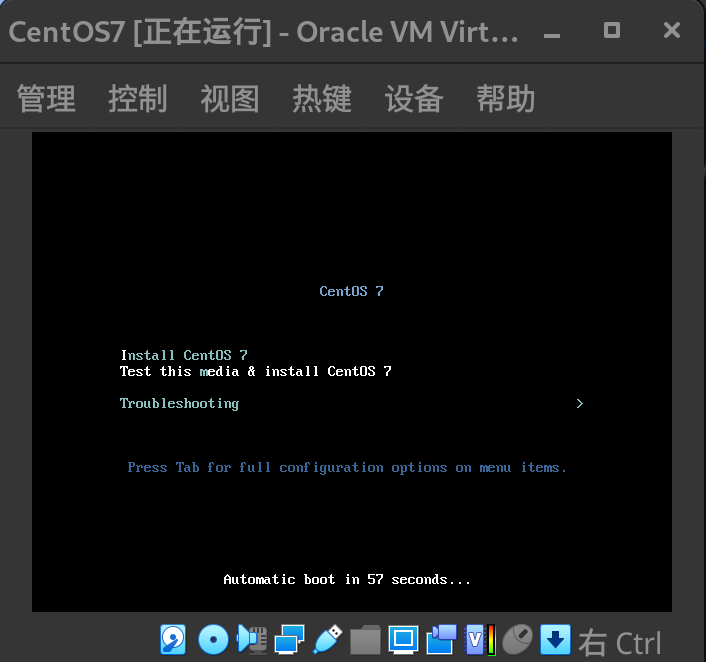 CentOS7 [正在运行] - Oracle VM Virt...
管理 控制 视图 热键 设备 帮助
CentOS 7
Install CentOS 7
Test this media & install CentOS 7
Troubleshooting >
Press Tab for full configuration options on menu items.
Automatic boot in 57 seconds...
V 右 Ctrl